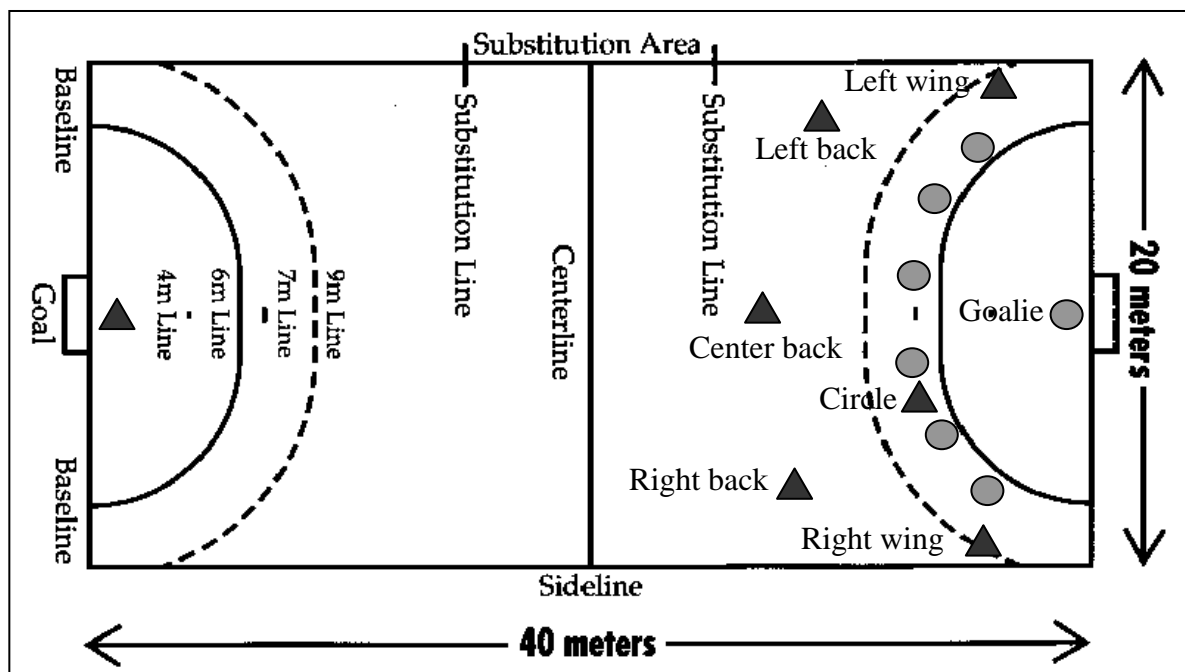 Substitution Area
Baseline
Substitution Line
Substitution Line
Left wing
Left back
Goal
4m Line
6m Line
7m Line
9m Line
Centerline
Center back
Goalie
20 meters
Circle
Baseline
Right back
Right wing
Sideline
40 meters